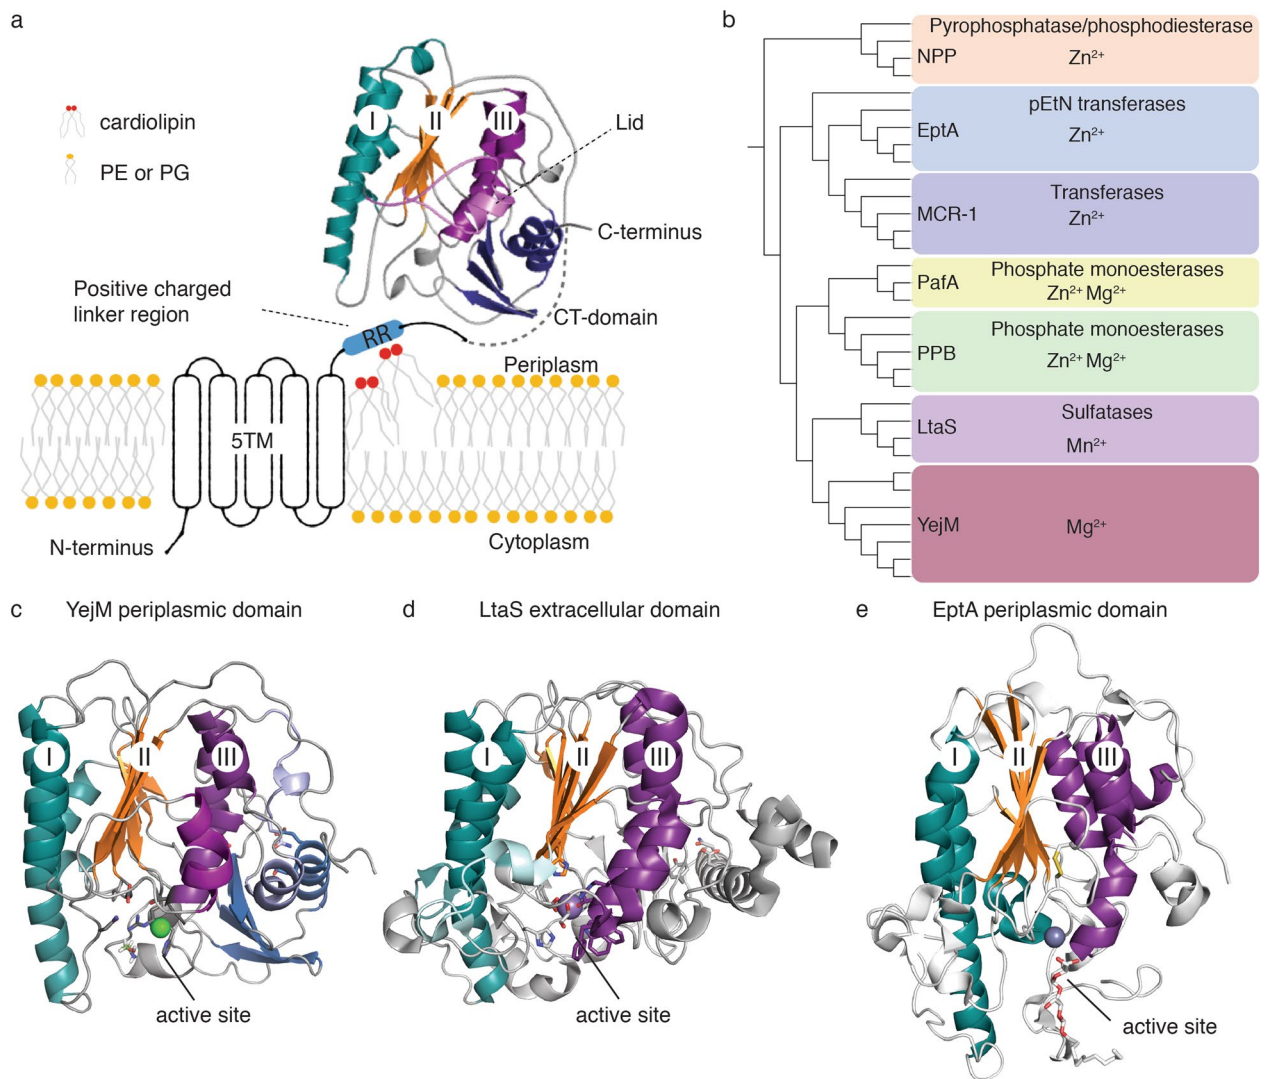 a
cardiolipin
PE or PG
I
II
III
Lid
C-terminus
CT-domain
Positive charged
linker region
RR
Periplasm
5TM
N-terminus
Cytoplasm
b
Pyrophosphatase/phosphodiesterase
NPP Zn²⁺
pEtN transferases
EptA Zn²⁺
Transferases
MCR-1 Zn²⁺
Phosphate monoesterases
PafA Zn²⁺ Mg²⁺
Phosphate monoesterases
PPB Zn²⁺ Mg²⁺
Sulfatases
LtaS
Mn²⁺
YejM Mg²⁺
c YejM periplasmic domain
I
II
III
active site
d LtaS extracellular domain
I
II
III
active site
e EptA periplasmic domain
I
II
III
active site